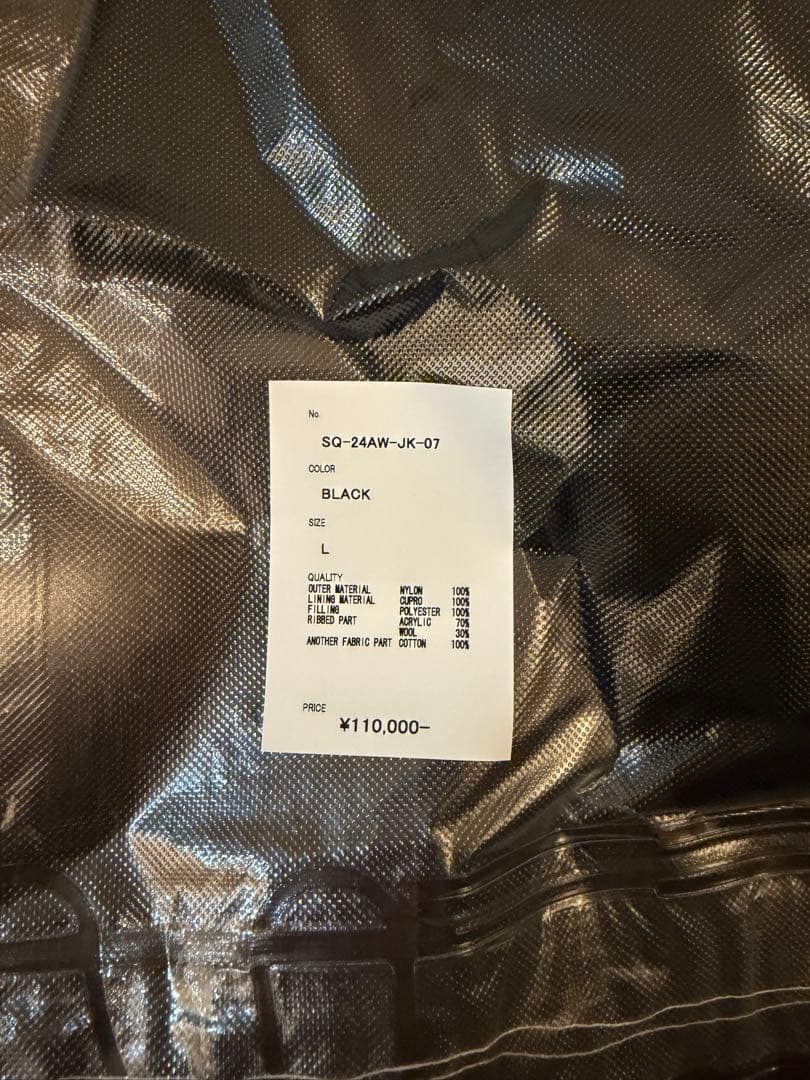 No.
SQ-24AW-JK-07
COLOR
BLACK
SIZE
L
QUALITY
OUTER MATERIAL NYLON 100%
LINING MATERIAL CUPRO 100%
FILLING POLYESTER 100%
RIBBED PART ACRYLIC 70%
WOOL 30%
ANOTHER FABRIC PART COTTON 100%
PRICE
¥110,000-